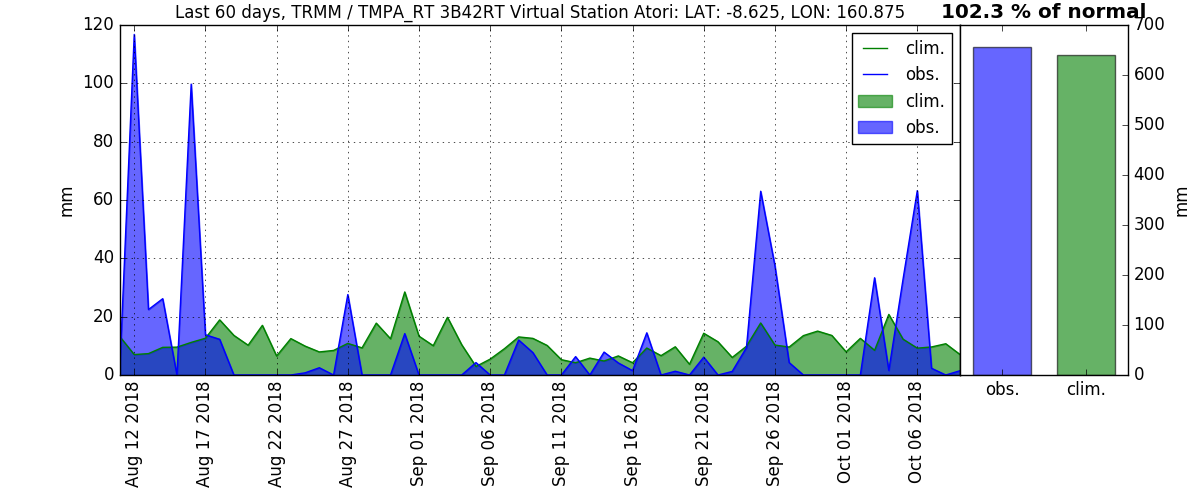 Last 60 days, TRMM / TMPA_RT 3B42RT Virtual Station Atori: LAT: -8.625, LON: 160.875
102.3 % of normal
120
100
80
60
40
20
0
mm
clim.
obs.
clim.
obs.
700
600
500
400
300
200
100
0
mm
Aug 12 2018
Aug 17 2018
Aug 22 2018
Aug 27 2018
Sep 01 2018
Sep 06 2018
Sep 11 2018
Sep 16 2018
Sep 21 2018
Sep 26 2018
Oct 01 2018
Oct 06 2018
obs.
clim.